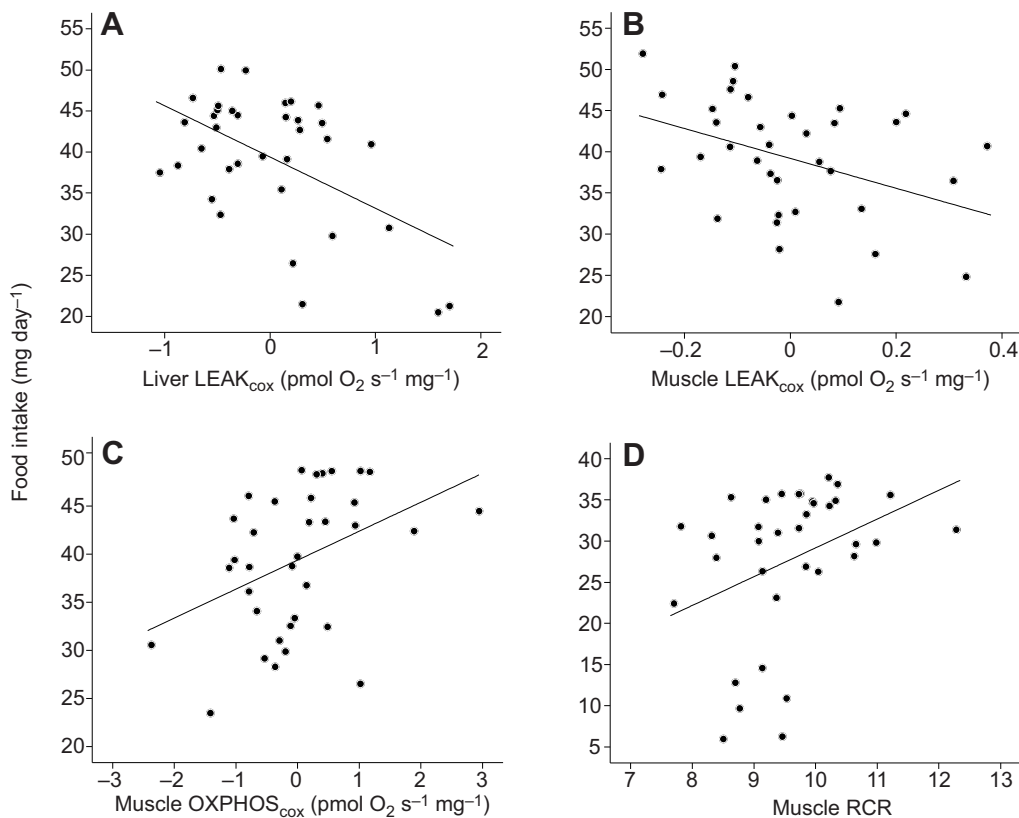 A
55
50
45
40
35
30
25
20
–1 0 1 2
Liver LEAKcox (pmol O2 s–1 mg–1)
B
55
50
45
40
35
30
25
20
–0.2 0 0.2 0.4
Muscle LEAKcox (pmol O2 s–1 mg–1)
Food intake (mg day–1)
C
50
45
40
35
30
25
20
–3 –2 –1 0 1 2 3
Muscle OXPHOScox (pmol O2 s–1 mg–1)
D
40
35
30
25
20
15
10
5
7 8 9 10 11 12 13
Muscle RCR